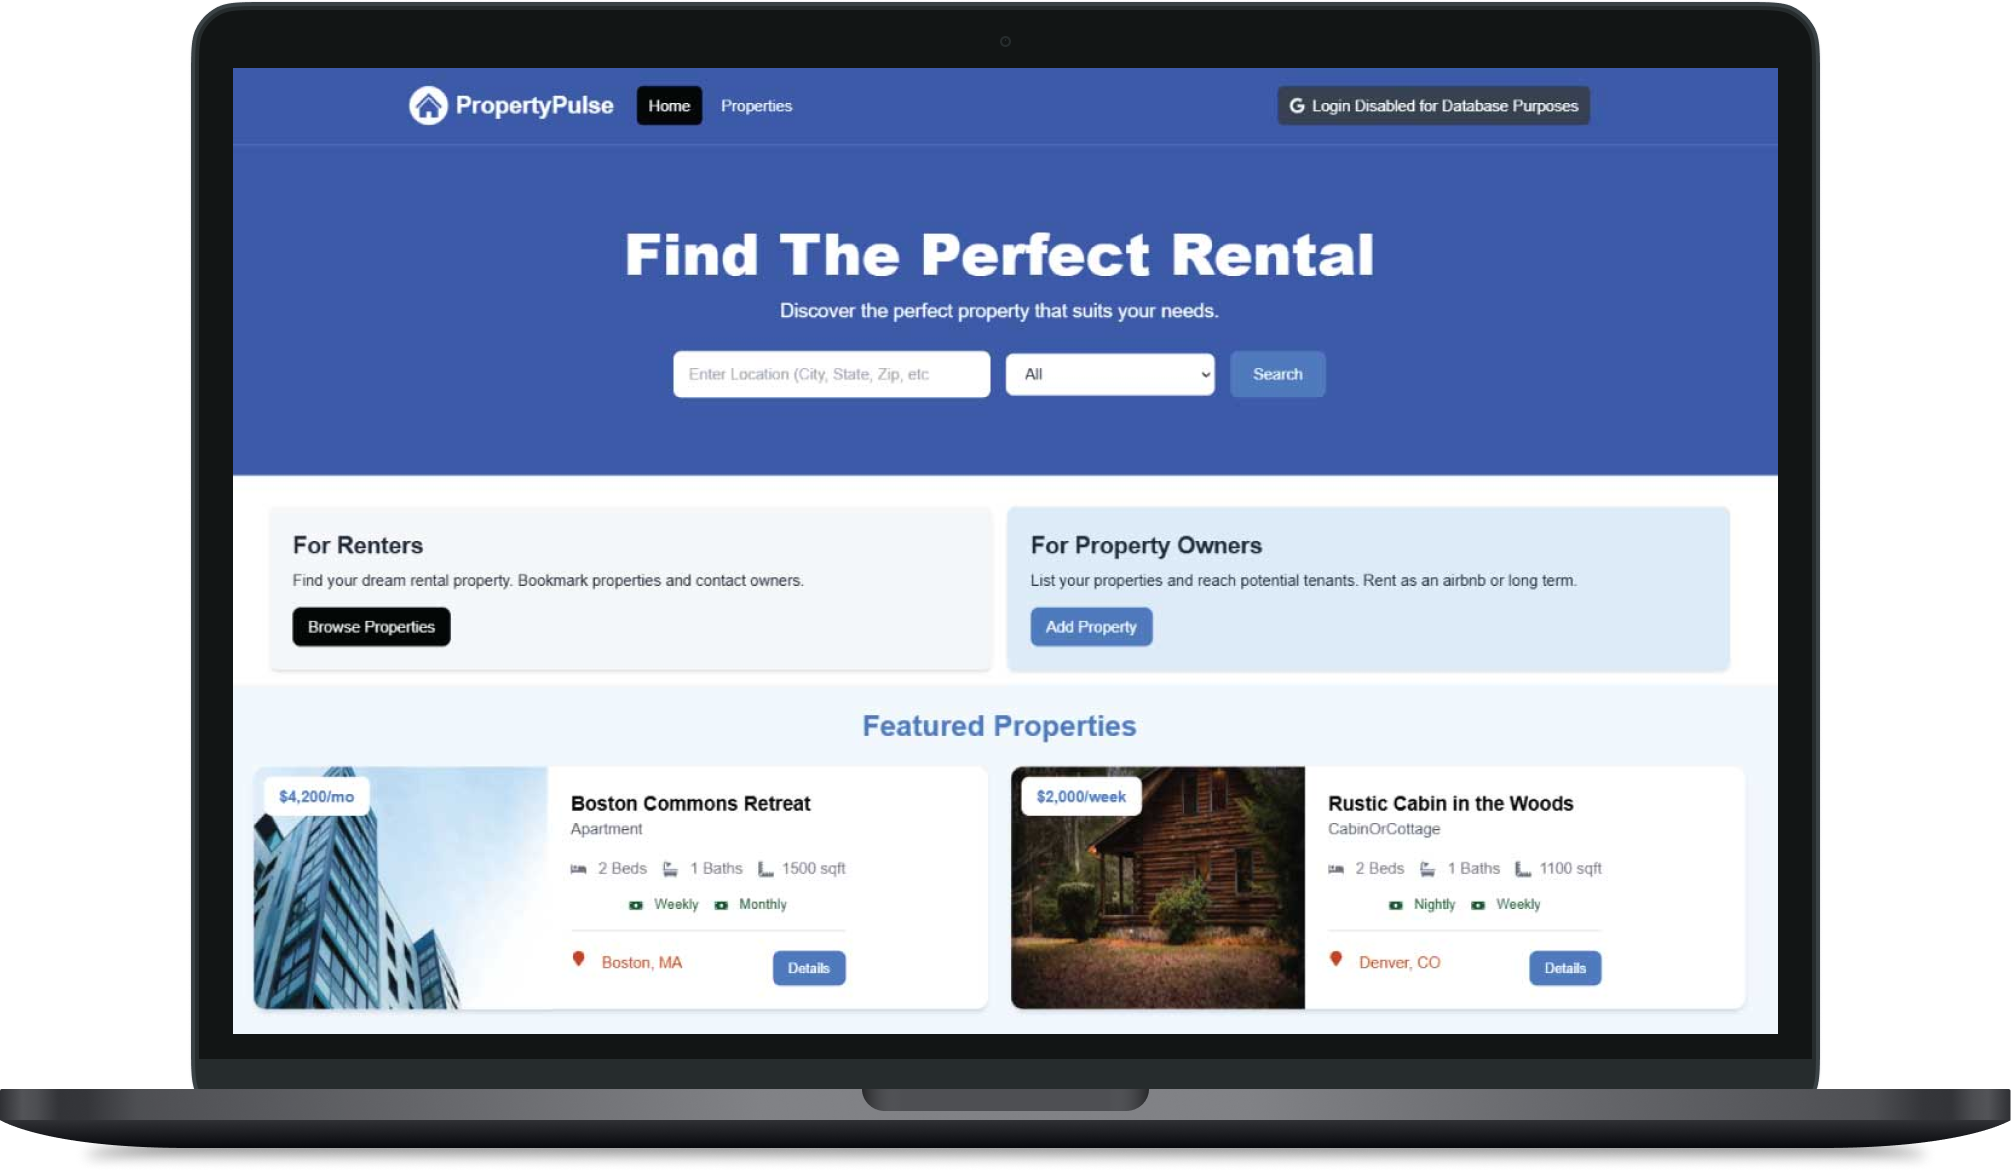 PropertyPulse Home Properties G Login Disabled for Database Purposes
Find The Perfect Rental
Discover the perfect property that suits your needs.
Enter Location (City, State, Zip, etc All Search
For Renters
Find your dream rental property. Bookmark properties and contact owners.
Browse Properties
For Property Owners
List your properties and reach potential tenants. Rent as an airbnb or long term.
Add Property
Featured Properties
$4,200/mo
Boston Commons Retreat
Apartment
2 Beds 1 Baths 1500 sqft
Weekly Monthly
Boston, MA Details
$2,000/week
Rustic Cabin in the Woods
CabinOrCottage
2 Beds 1 Baths 1100 sqft
Nightly Weekly
Denver, CO Details